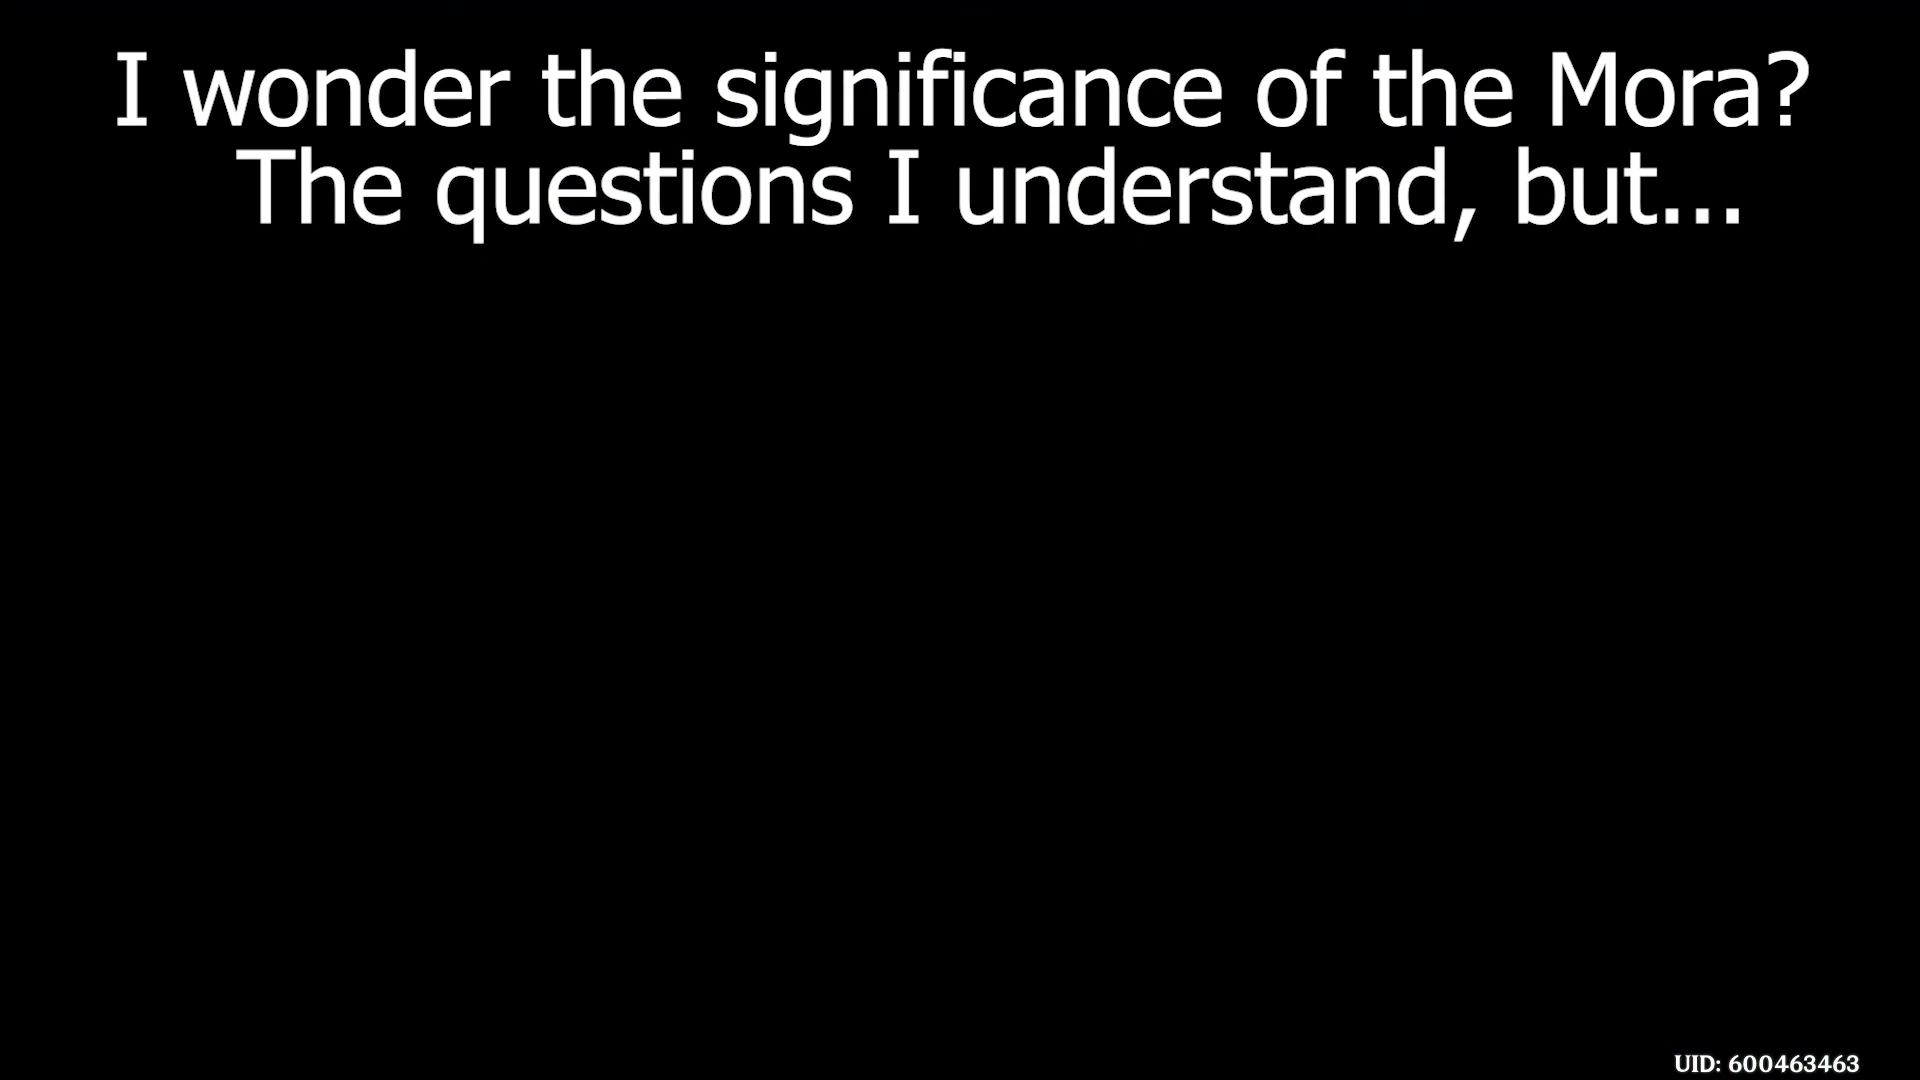 I wonder the significance of the Mora?
The questions I understand, but...
UID: 600463463